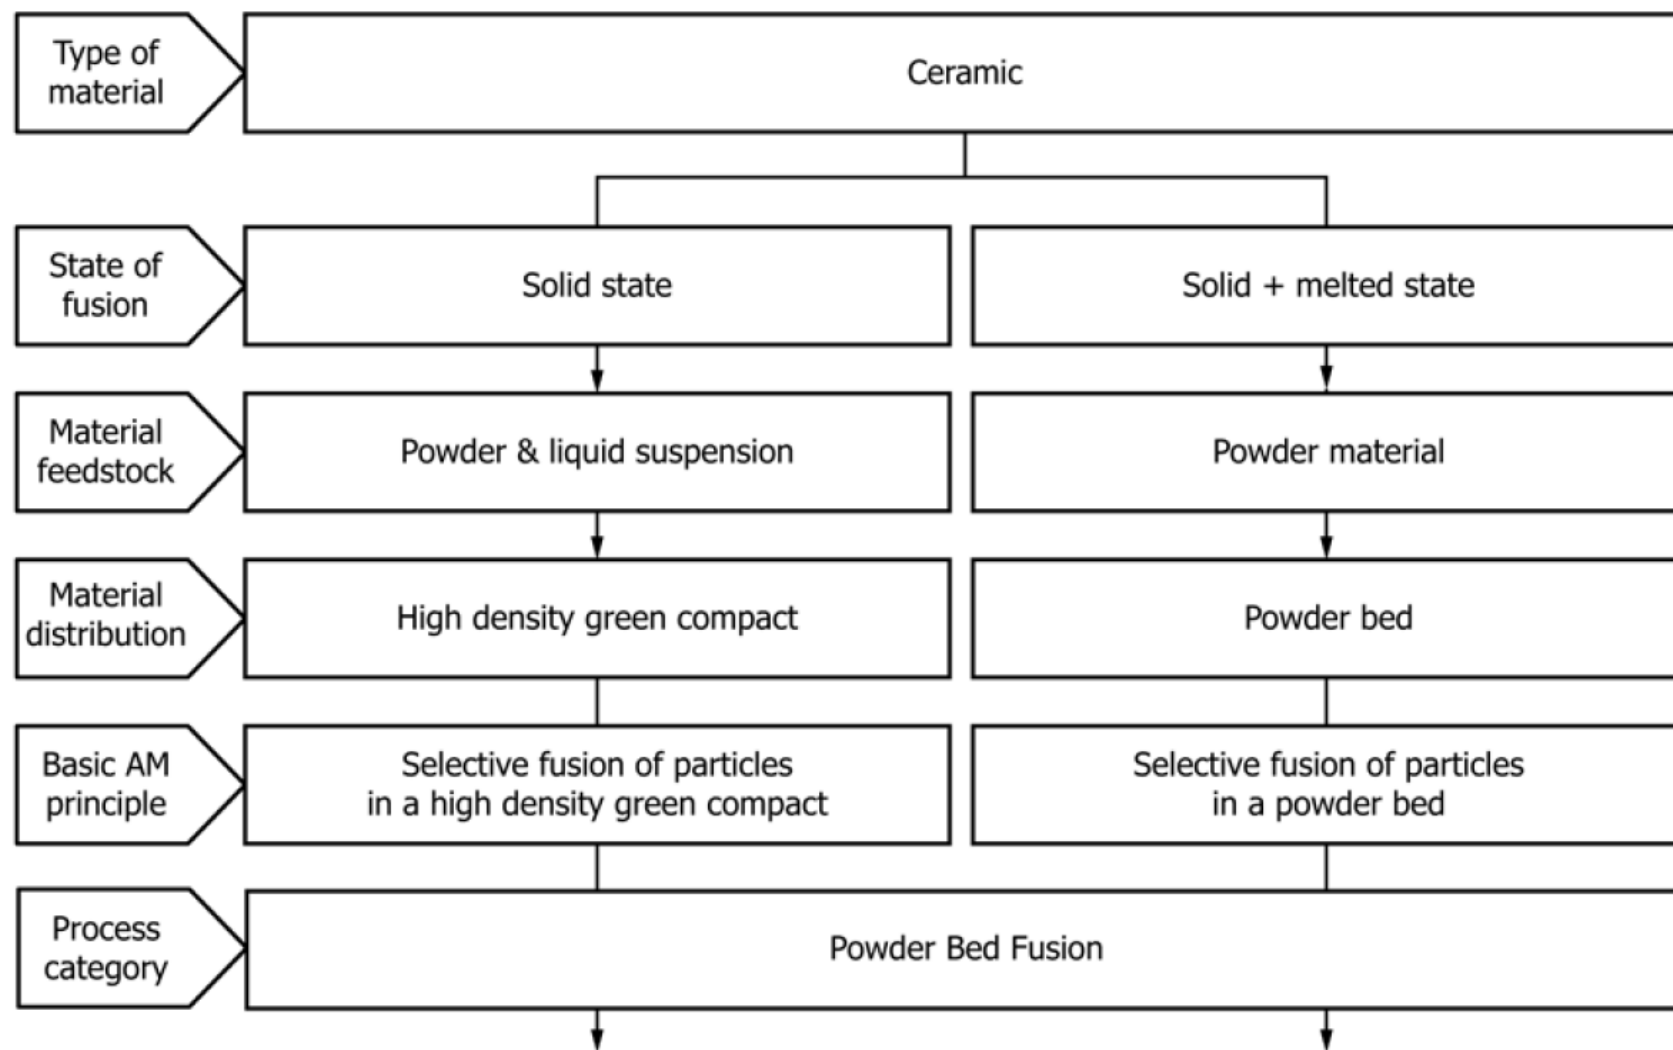 Type of
material
Ceramic
State of
fusion
Solid state
Solid + melted state
Material
feedstock
Powder & liquid suspension
Powder material
Material
distribution
High density green compact
Powder bed
Basic AM
principle
Selective fusion of particles
in a high density green compact
Selective fusion of particles
in a powder bed
Process
category
Powder Bed Fusion